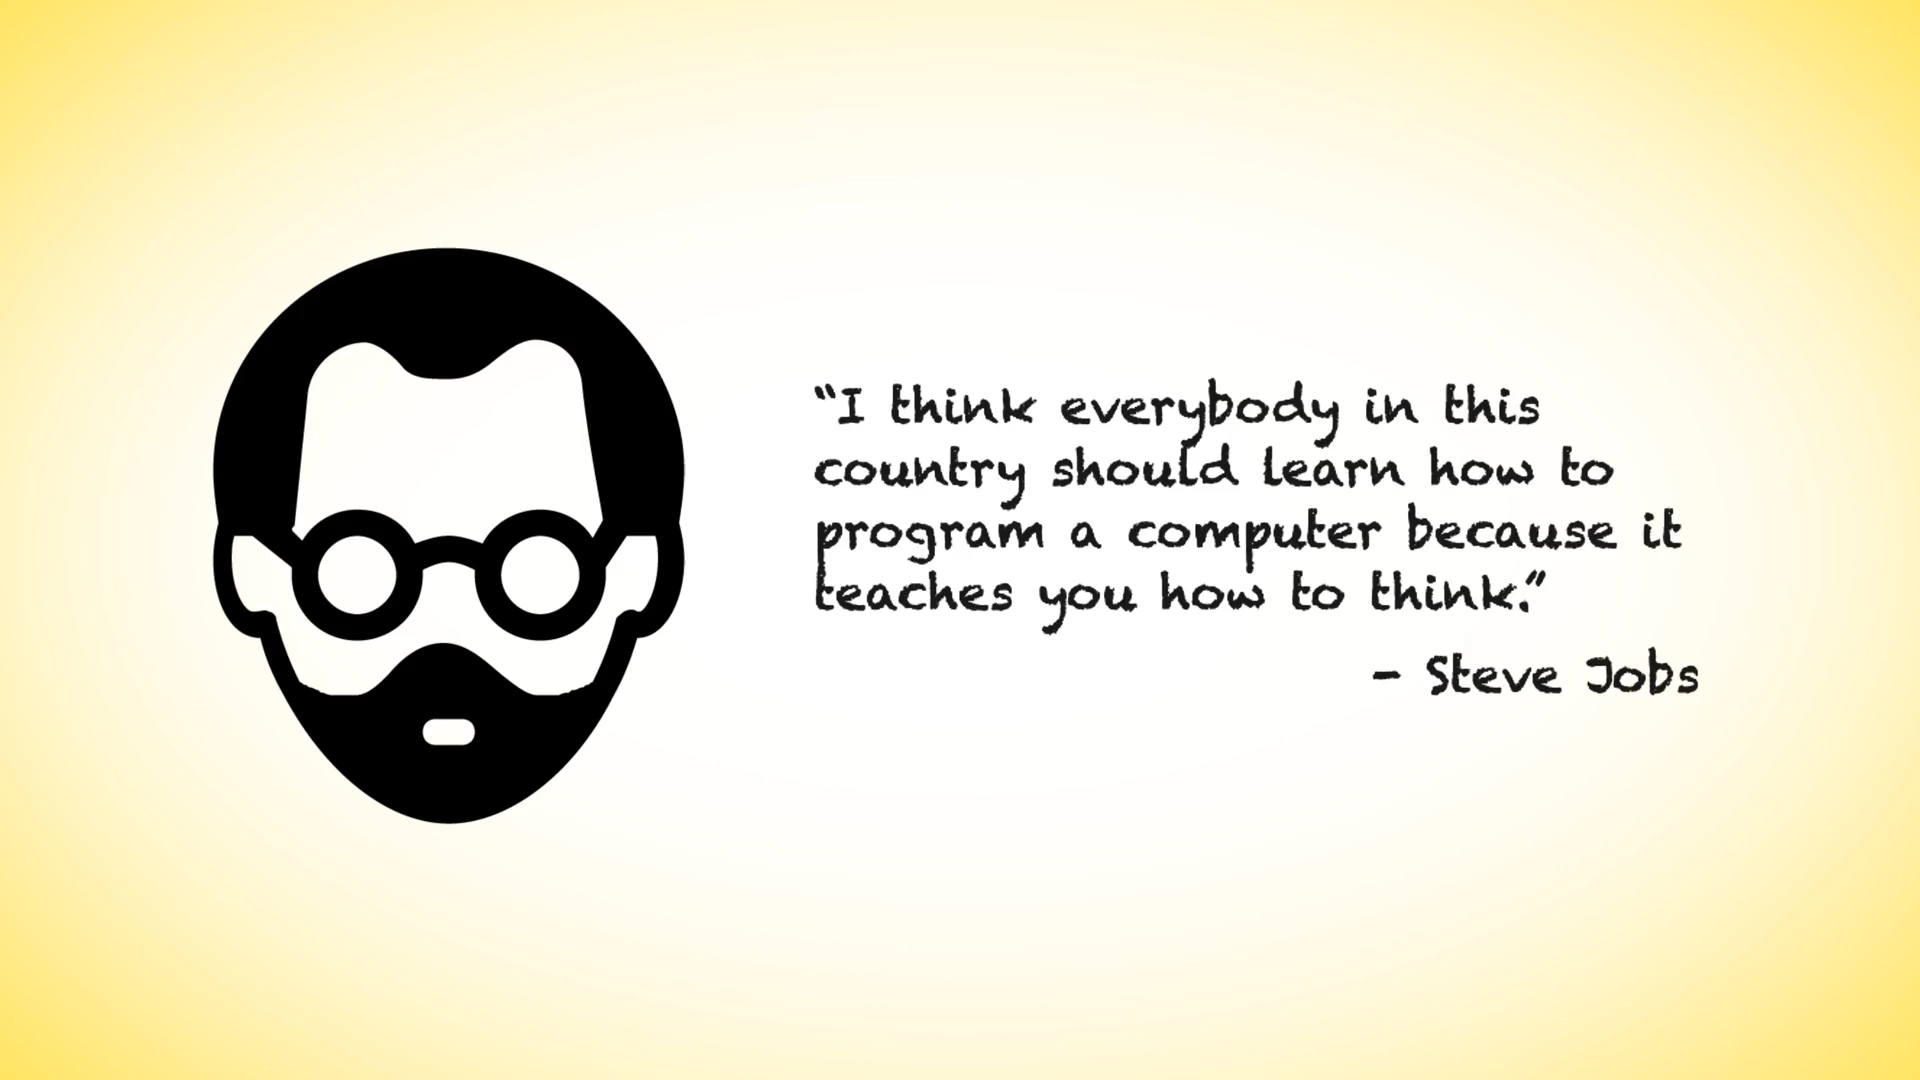 “I think everybody in this
country should learn how to
program a computer because it
teaches you how to think.”
- Steve Jobs